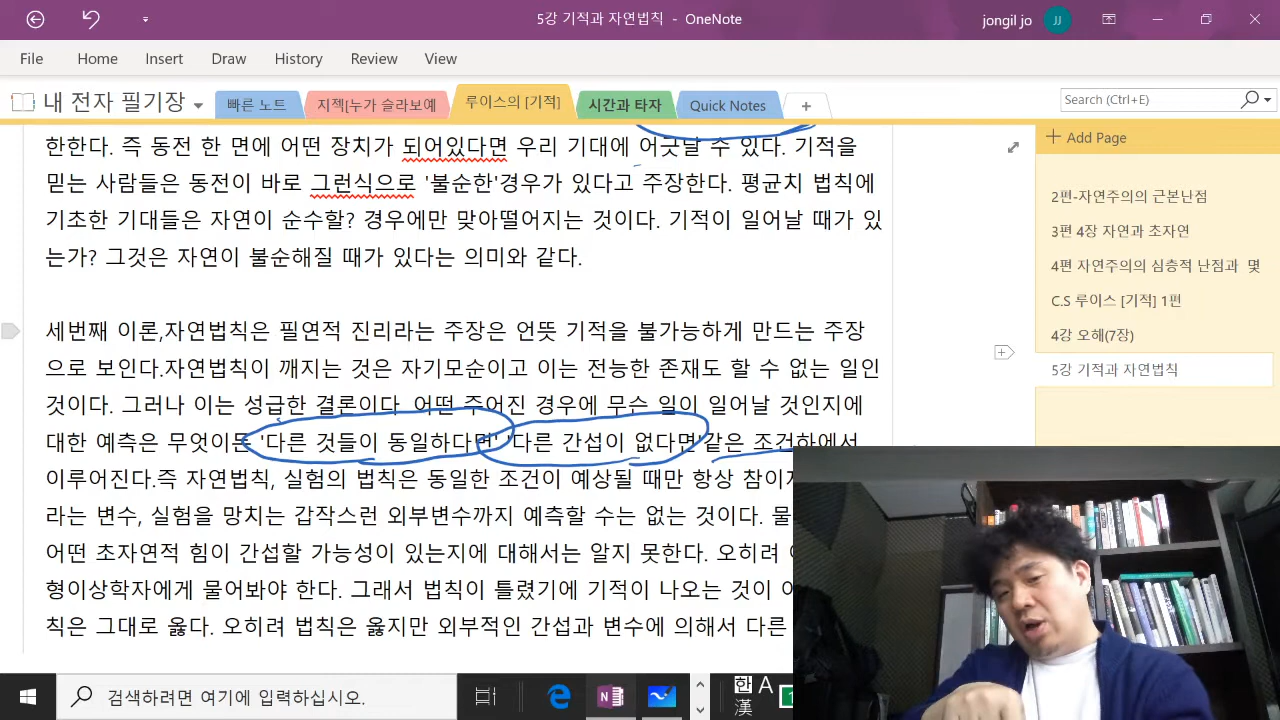 5강 기적과 자연법칙 - OneNote
jongil jo
JJ
File Home Insert Draw History Review View
내 전자 필기장
빠른 노트
지젝[누가 슬라보예
루이스의 [기적]
시간과 타자
Quick Notes
Search (Ctrl+E)
Add Page
한한다. 즉 동전 한 면에 어떤 장치가 되어있다면 우리 기대에 어긋날 수 있다. 기적을
믿는 사람들은 동전이 바로 그런식으로 '불순한'경우가 있다고 주장한다. 평균치 법칙에
기초한 기대들은 자연이 순수할? 경우에만 맞아떨어지는 것이다. 기적이 일어날 때가 있
는가? 그것은 자연이 불순해질 때가 있다는 의미와 같다.
세번째 이론,자연법칙은 필연적 진리라는 주장은 언뜻 기적을 불가능하게 만드는 주장
으로 보인다.자연법칙이 깨지는 것은 자기모순이고 이는 전능한 존재도 할 수 없는 일인
것이다. 그러나 이는 성급한 결론이다. 어떤 주어진 경우에 무슨 일이 일어날 것인지에
대한 예측은 무엇이든 '다른 것들이 동일하다면' '다른 간섭이 없다면'같은 조건하에서
이루어진다.즉 자연법칙, 실험의 법칙은 동일한 조건이 예상될 때만 항상
라는 변수, 실험을 망치는 갑작스런 외부변수까지 예측할 수는 없는 것이다.
어떤 초자연적 힘이 간섭할 가능성이 있는지에 대해서는 알지 못한다. 오히려
형이상학자에게 물어봐야 한다. 그래서 법칙이 틀렸기에 기적이 나오는 것이
칙은 그대로 옳다. 오히려 법칙은 옳지만 외부적인 간섭과 변수에 의해서 다른
2편-자연주의의 근본난점
3편 4장 자연과 초자연
4편 자연주의의 심층적 난점과 몇
C.S 루이스 [기적] 1편
4강 오해(7장)
5강 기적과 자연법칙
검색하려면 여기에 입력하십시오.
한 A
漢
1